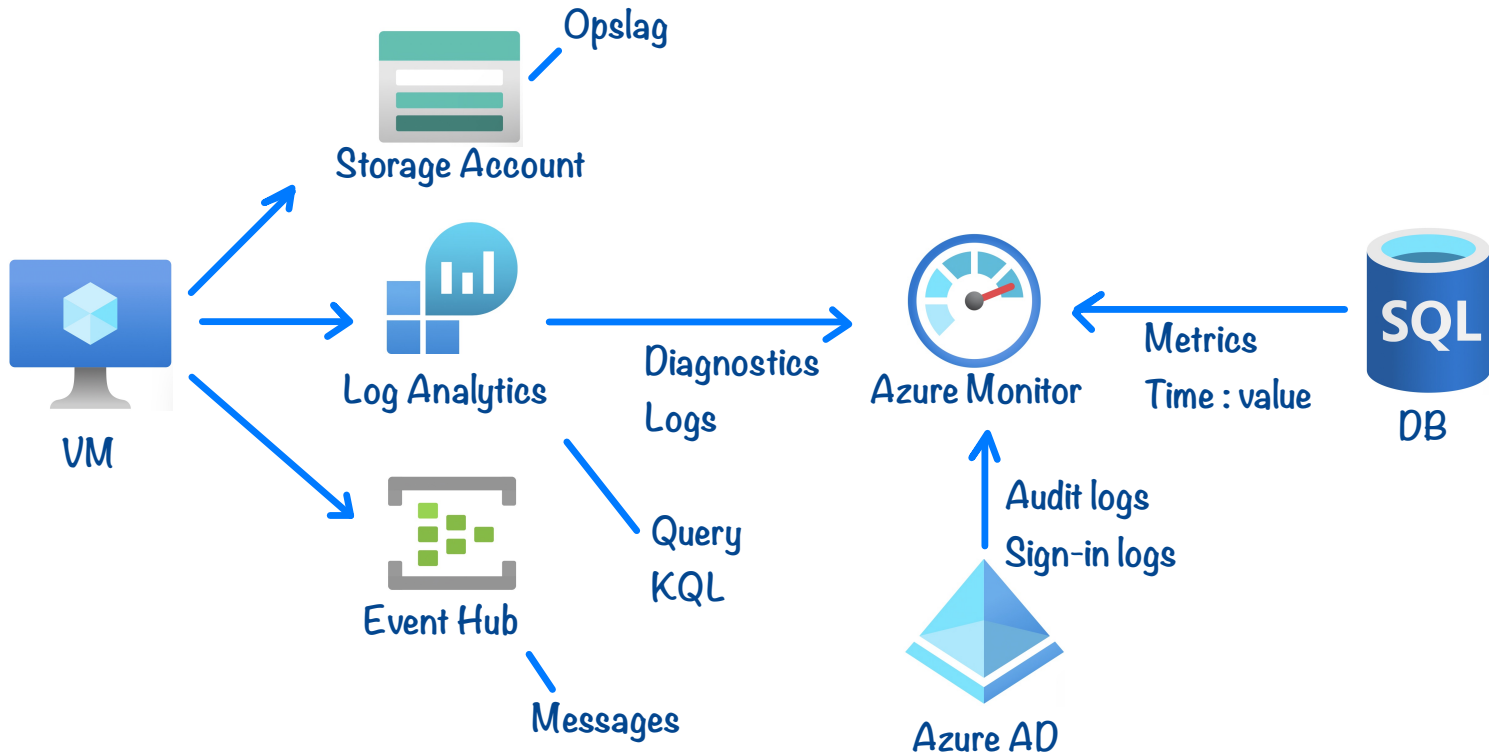 Opslag
Storage Account
VM
Log Analytics
Diagnostics
Logs
Query
KQL
Event Hub
Messages
Azure Monitor
Metrics
Time : value
SQL
DB
Audit logs
Sign-in logs
Azure AD